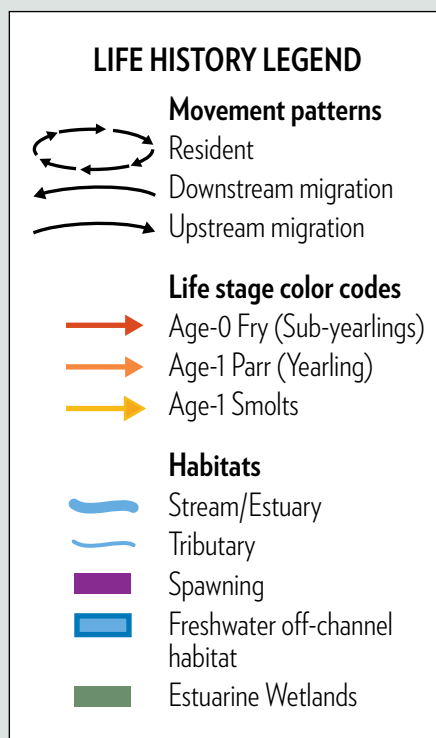 LIFE HISTORY LEGEND
Movement patterns
Resident
Downstream migration
Upstream migration
Life stage color codes
Age-0 Fry (Sub-yearlings)
Age-1 Parr (Yearling)
Age-1 Smolts
Habitats
Stream/Estuary
Tributary
Spawning
Freshwater off-channel
habitat
Estuarine Wetlands